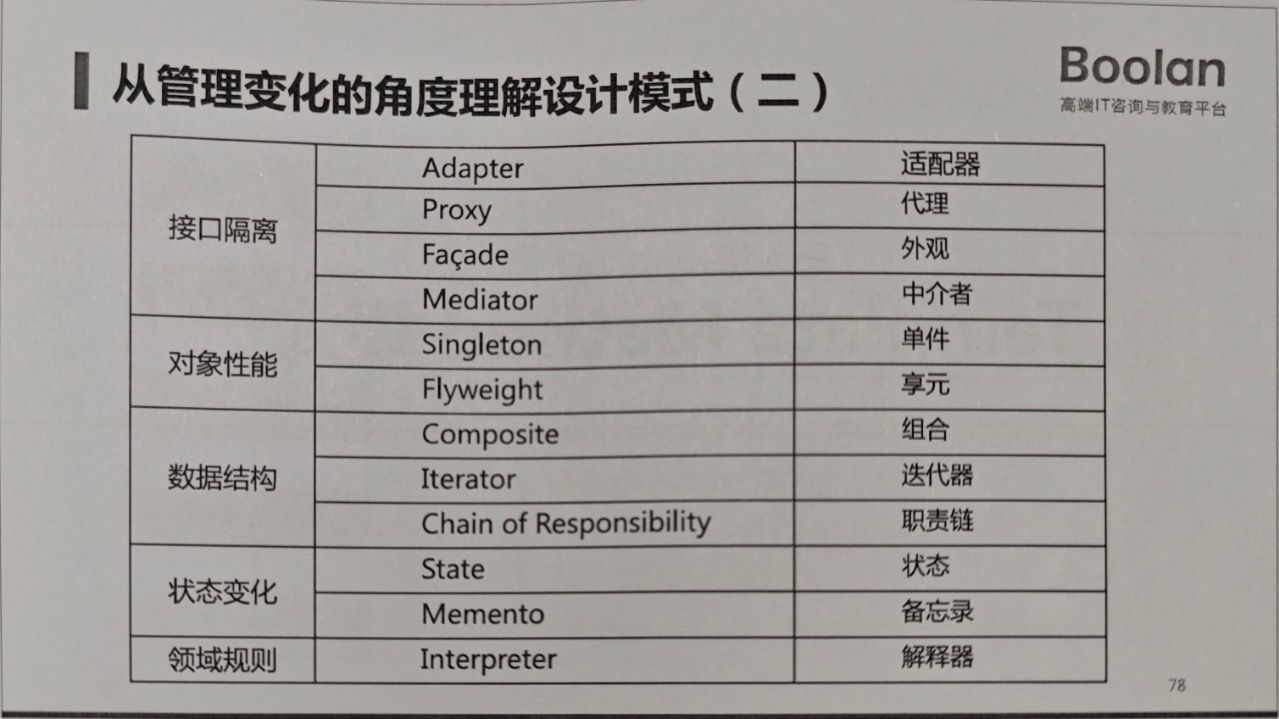 从管理变化的角度理解设计模式（二）
Boolan
高端IT咨询与教育平台
接口隔离
Adapter 适配器
Proxy 代理
Façade 外观
Mediator 中介者
对象性能
Singleton 单件
Flyweight 享元
数据结构
Composite 组合
Iterator 迭代器
Chain of Responsibility 职责链
状态变化
State 状态
Memento 备忘录
领域规则
Interpreter 解释器
78